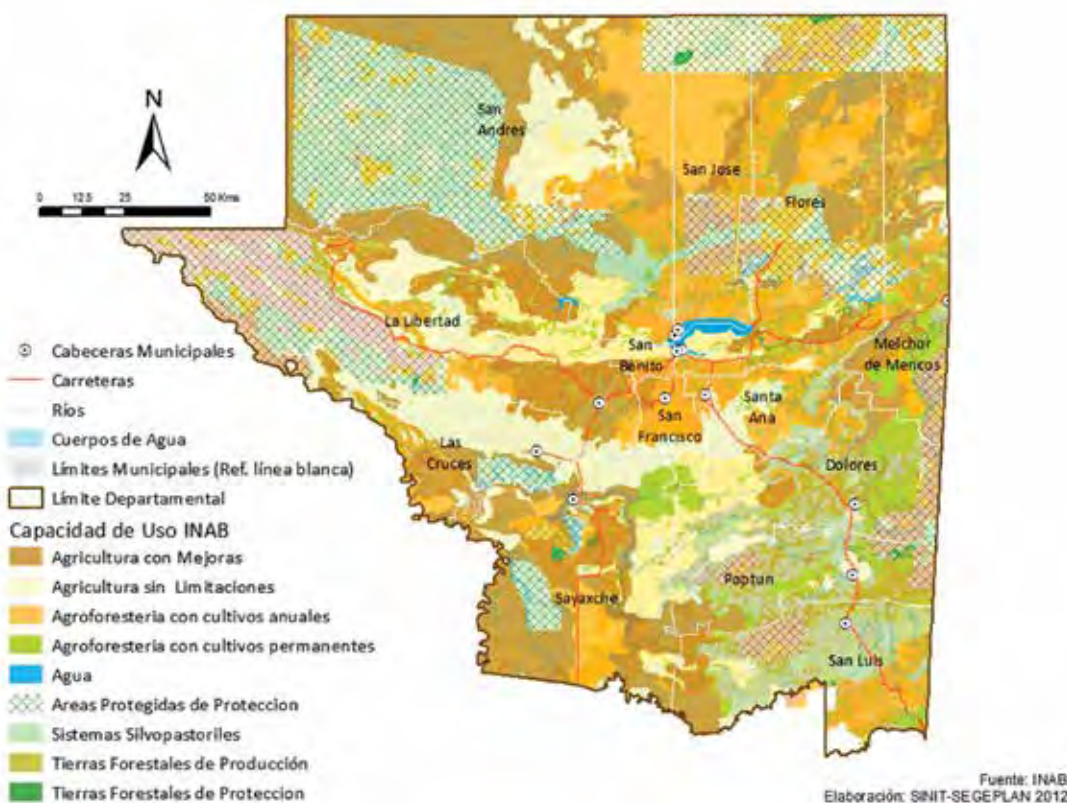 N
0 12.5 25 50 Kms
San
Andres
San Jose
Flores
La Libertad
San
Benito
Melchor
de Mencos
Santa
Ana
San
Francisco
Las
Cruces
Dolores
Poptun
Sayaxche
San Luis
Cabeceras Municipales
Carreteras
Ríos
Cuerpos de Agua
Límites Municipales (Ref. línea blanca)
Límite Departamental
Capacidad de Uso INAB
Agricultura con Mejoras
Agricultura sin Limitaciones
Agroforesteria con cultivos anuales
Agroforesteria con cultivos permanentes
Agua
Areas Protegidas de Proteccion
Sistemas Silvopastoriles
Tierras Forestales de Producción
Tierras Forestales de Proteccion
Fuente: INAB
Elaboración: SINIT-SEGEPLAN 2012